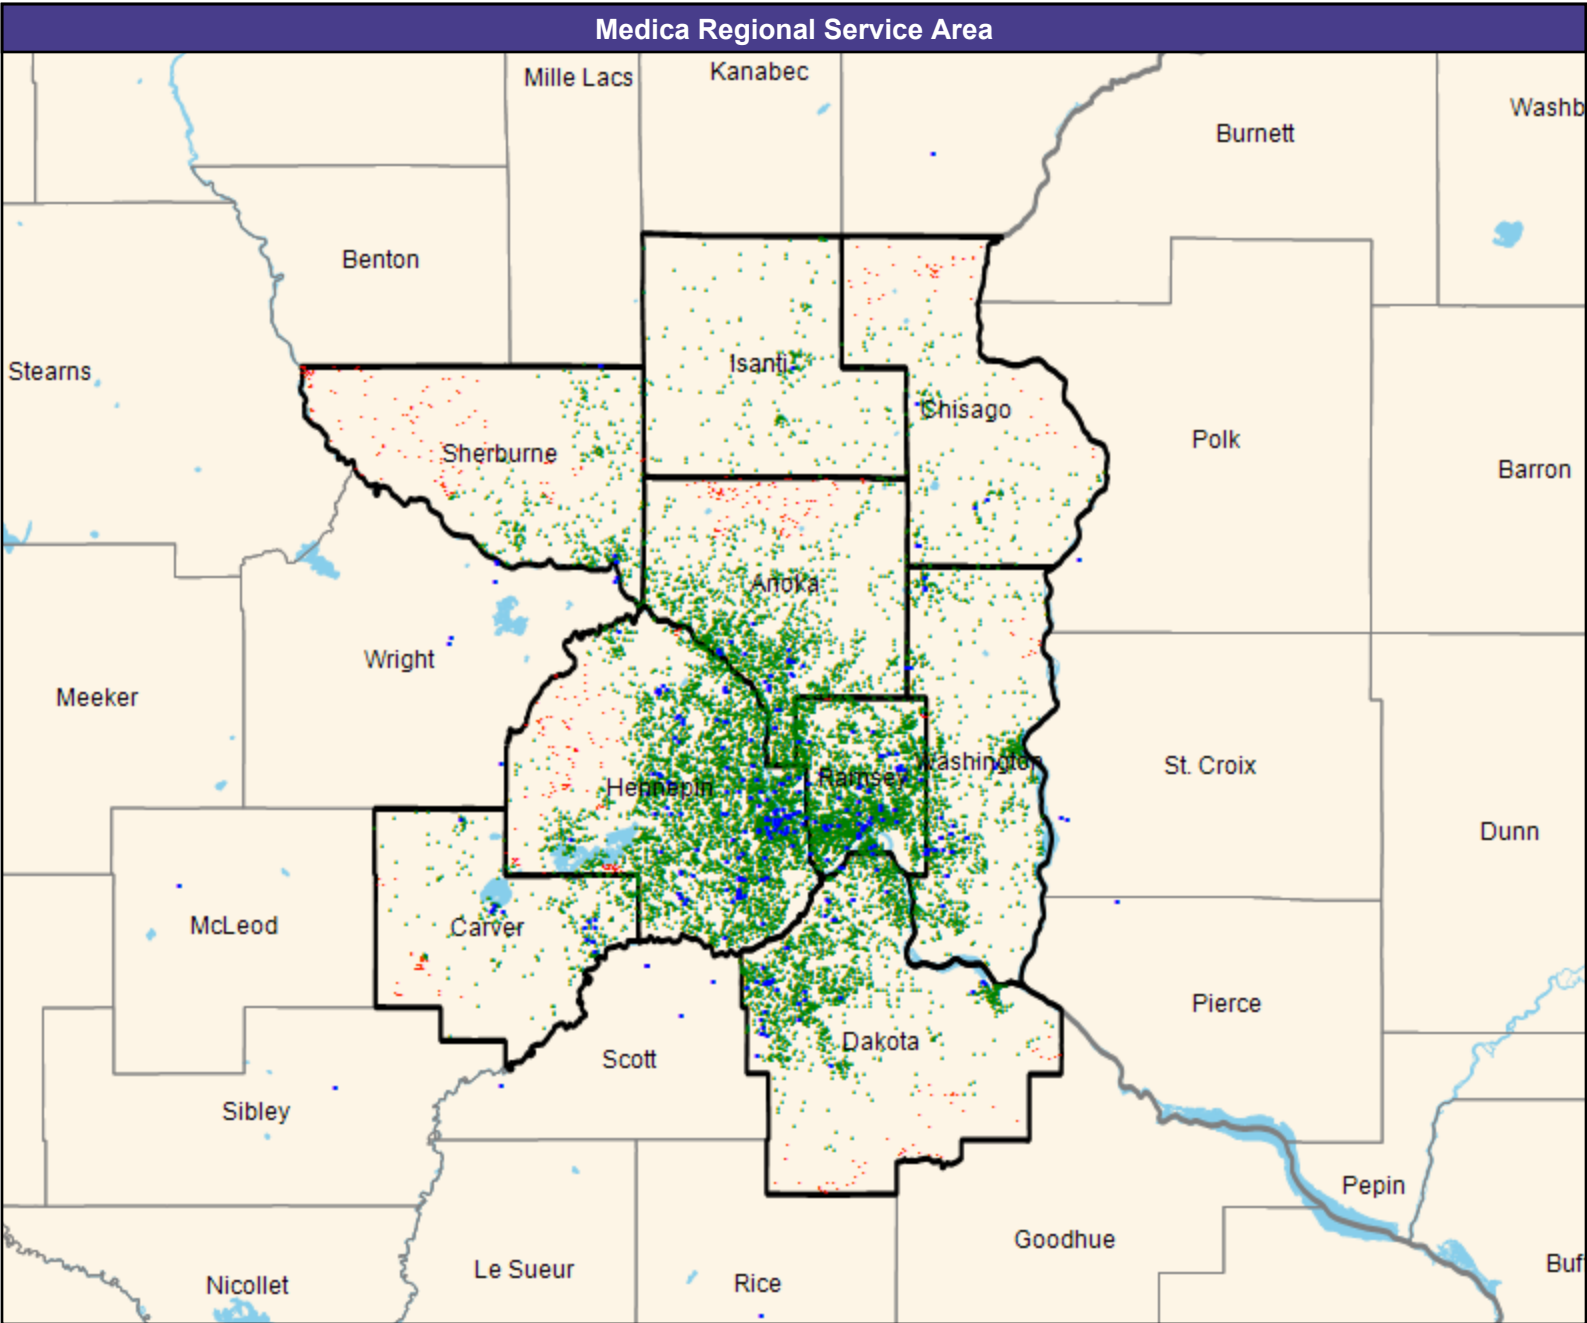 Medica Regional Service Area
Mille Lacs
Kanabec
Washb
Burnett
Benton
Stearns
Isanti
Chisago
Polk
Sherburne
Barron
Anoka
Wright
Meeker
Washington
St. Croix
Ramsey
Hennepin
Dunn
McLeod
Carver
Pierce
Dakota
Scott
Sibley
Pepin
Goodhue
Buf
Le Sueur
Rice
Nicollet